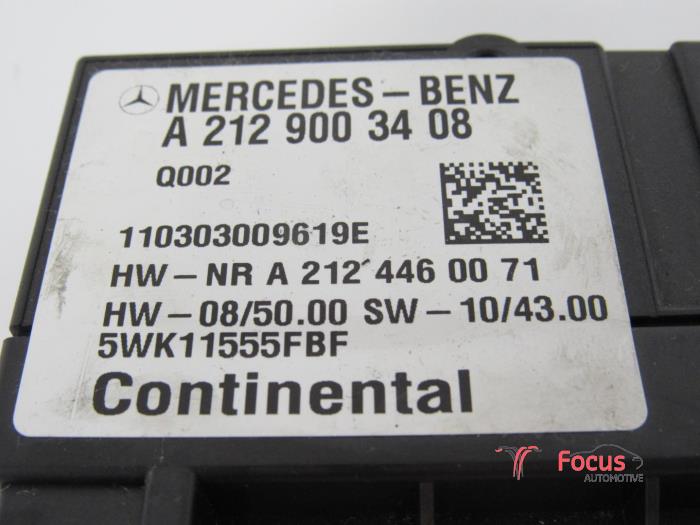 MERCEDES-BENZ
A 212 900 34 08
Q002
110303009619E
HW-NR A 212 446 00 71
HW-08/50.00 SW-10/43.00
5WK11555FBF
Continental
Focus
AUTOMOTIVE